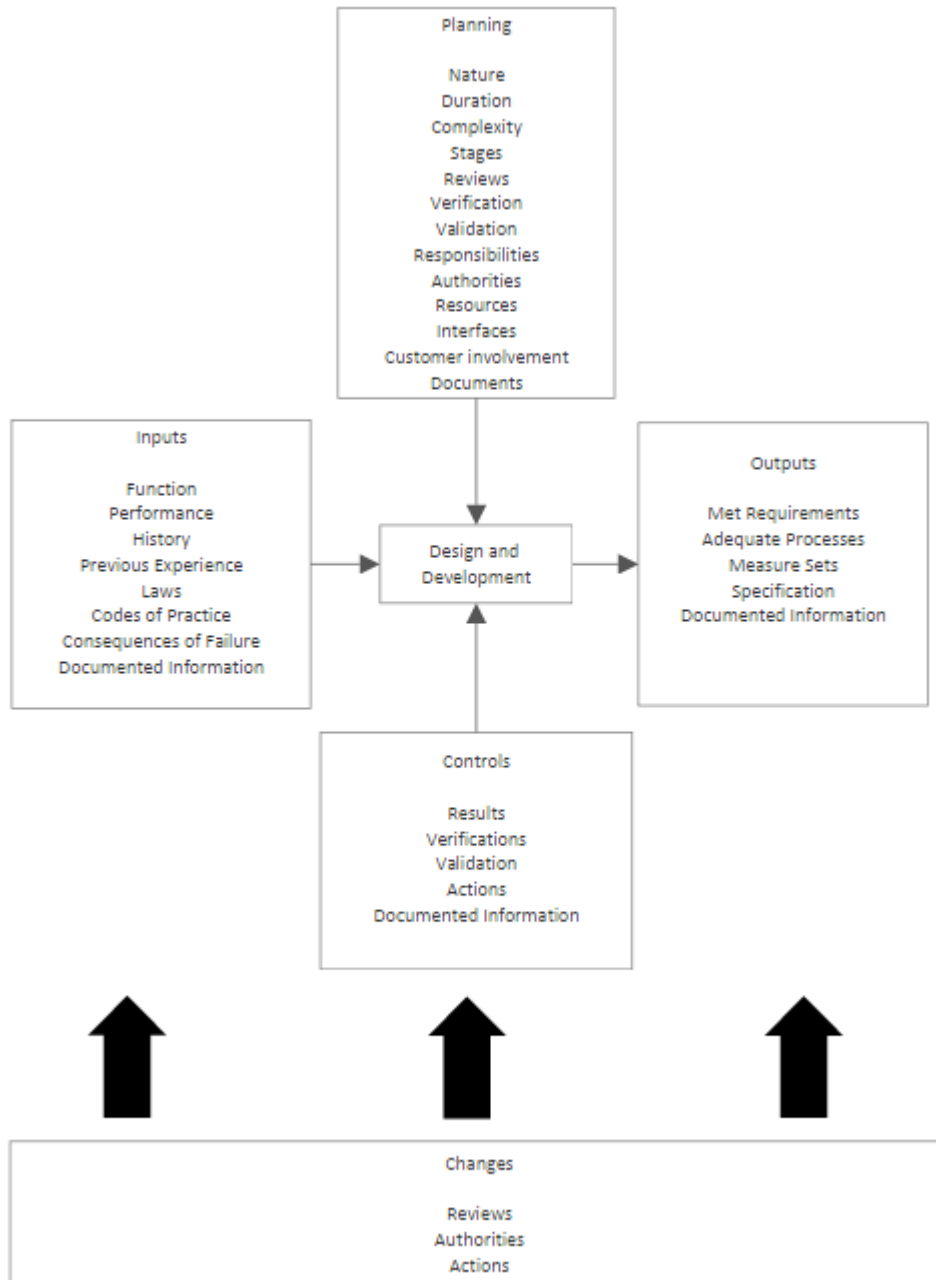 Planning
Nature
Duration
Complexity
Stages
Reviews
Verification
Validation
Responsibilities
Authorities
Resources
Interfaces
Customer involvement
Documents
Inputs
Function
Performance
History
Previous Experience
Laws
Codes of Practice
Consequences of Failure
Documented Information
Design and
Development
Outputs
Met Requirements
Adequate Processes
Measure Sets
Specification
Documented Information
Controls
Results
Verifications
Validation
Actions
Documented Information
Changes
Reviews
Authorities
Actions